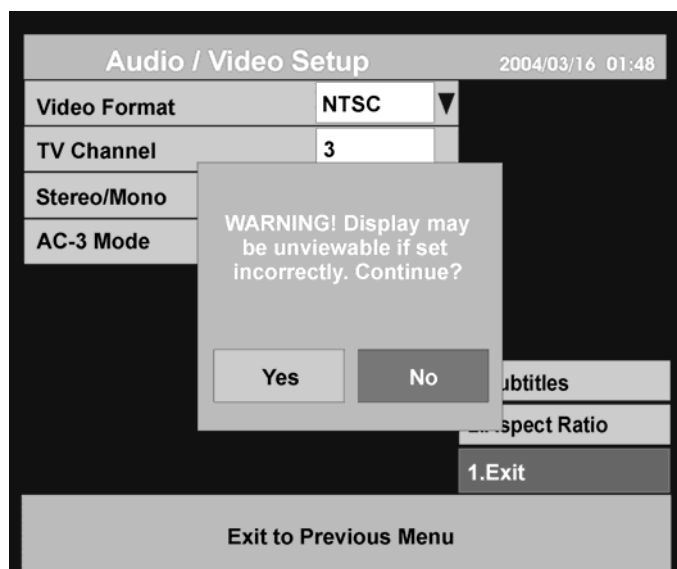 Audio / Video Setup 2004/03/16 01:48
Video Format NTSC
TV Channel 3
Stereo/Mono
AC-3 Mode
WARNING! Display may
be unviewable if set
incorrectly. Continue?
Yes No
Ratio
1.Exit
Exit to Previous Menu